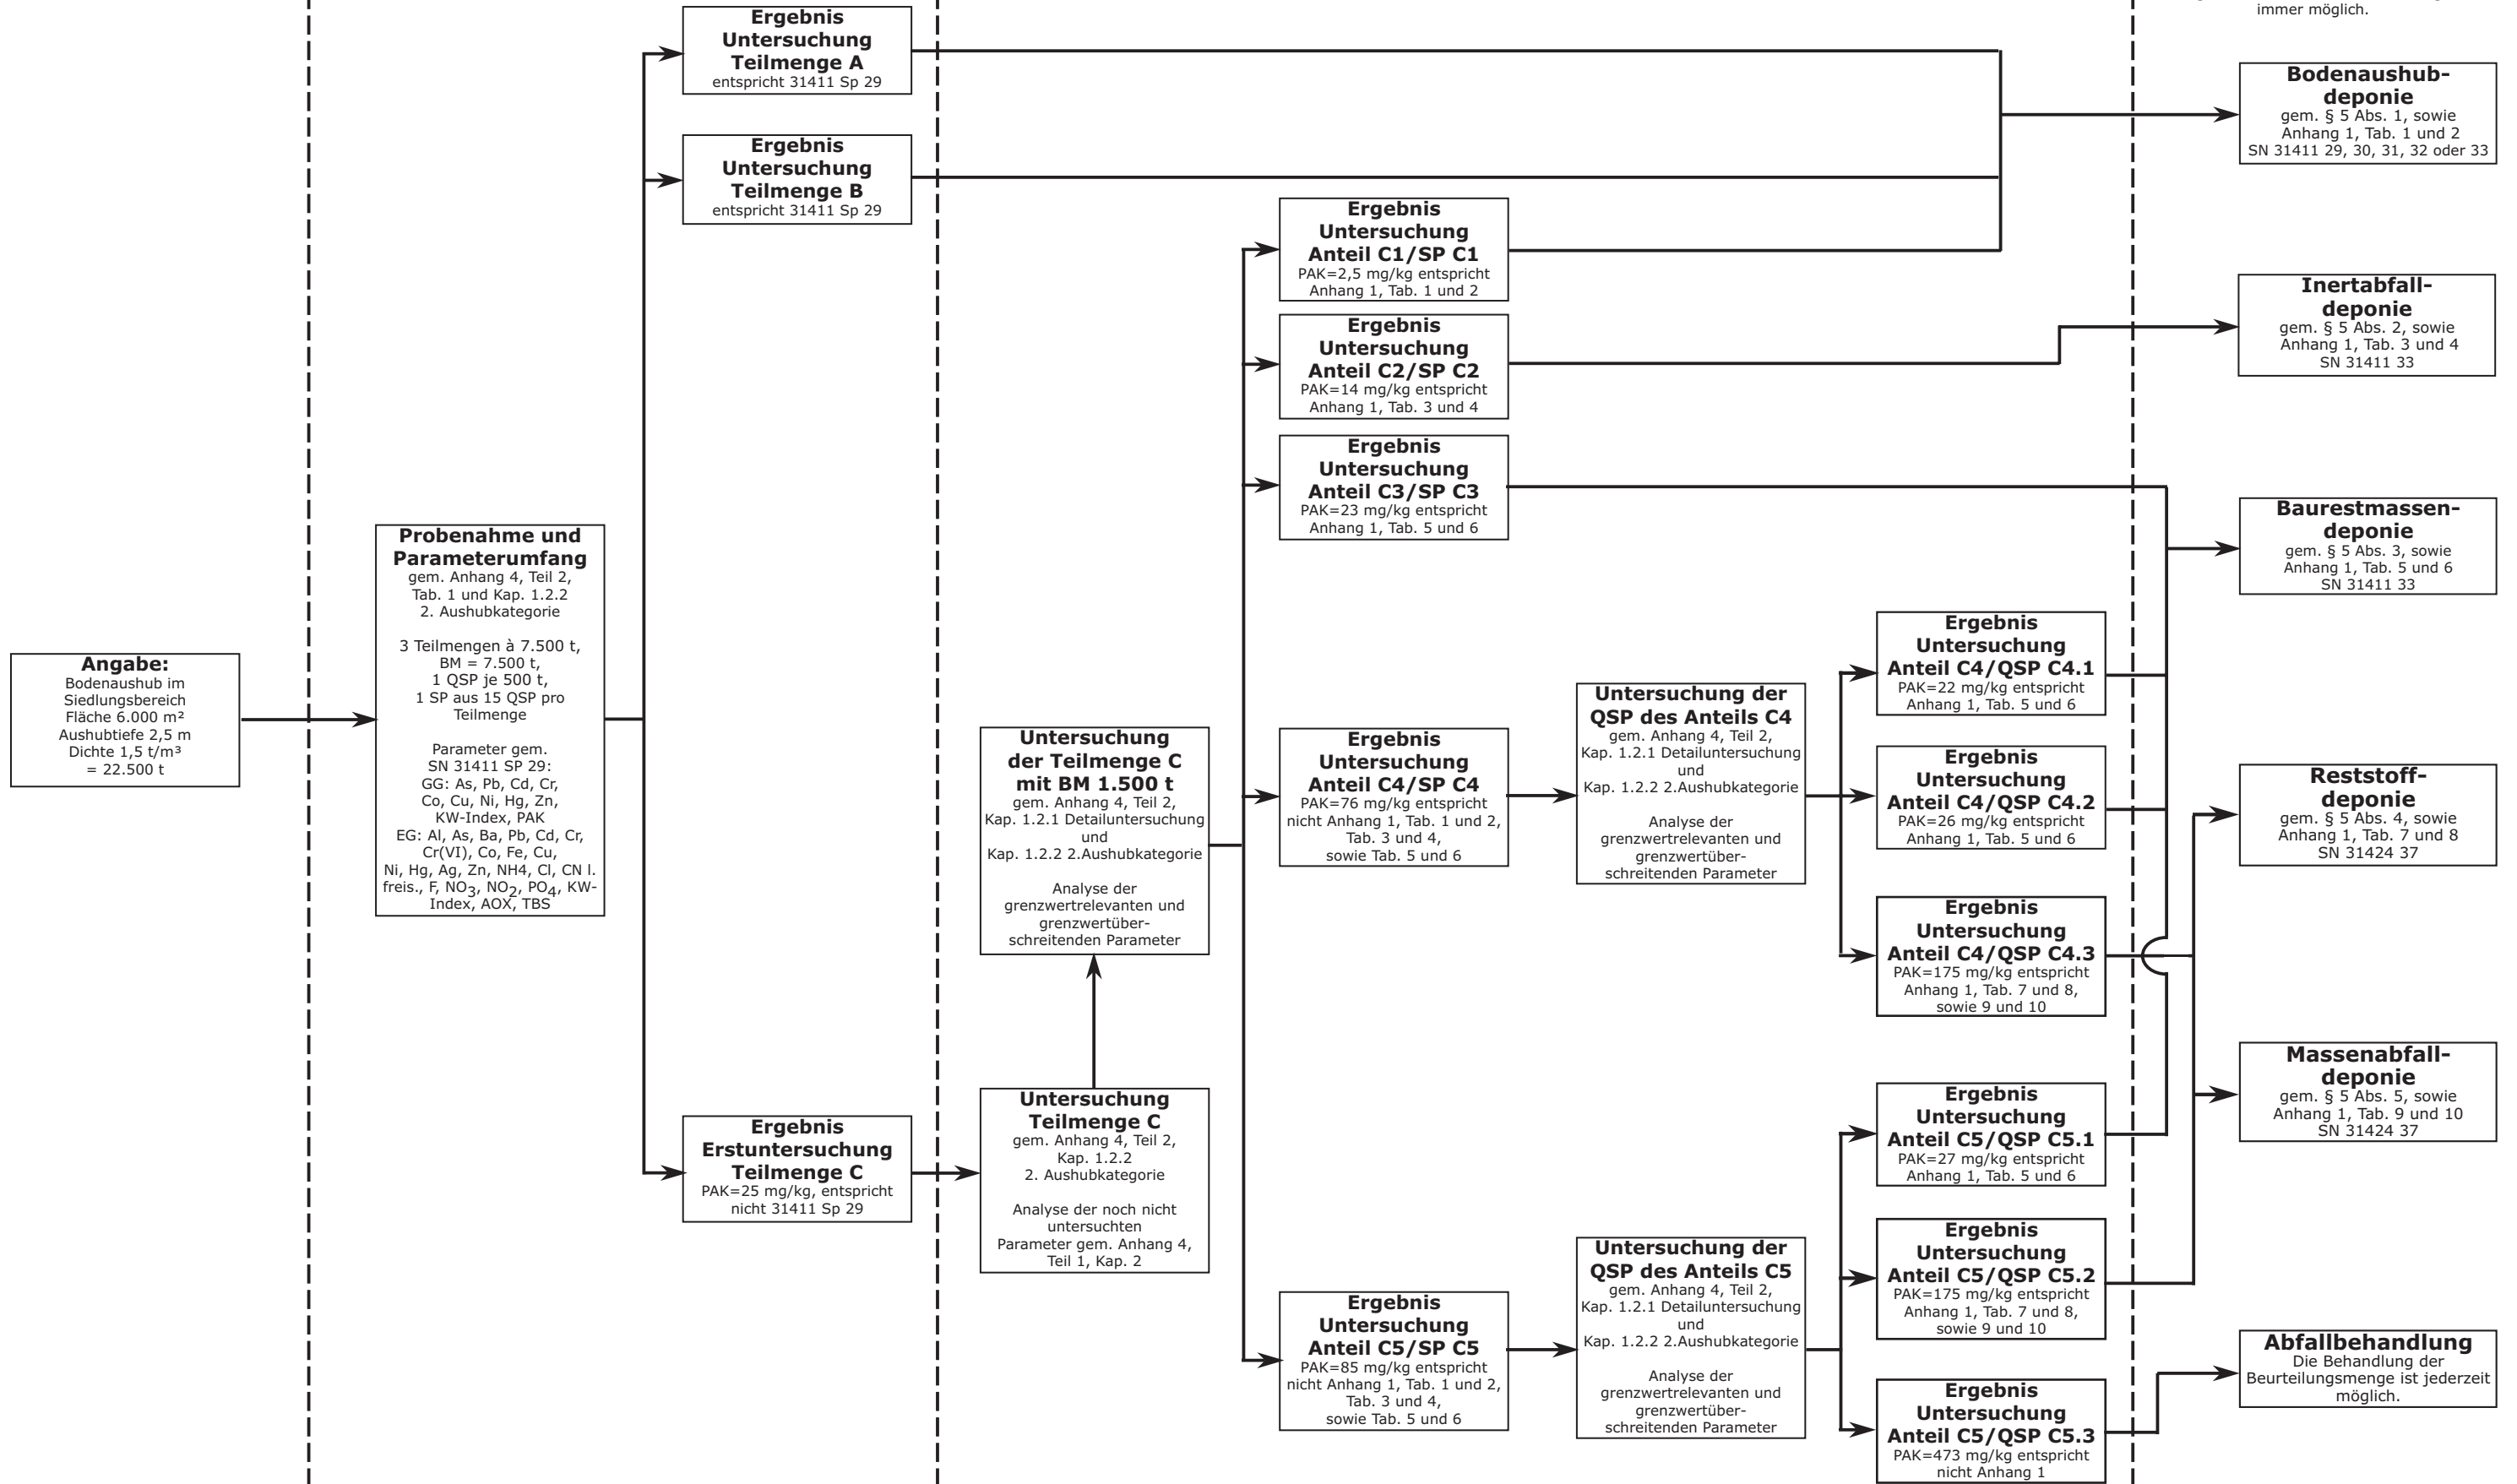 immer möglich.
Angabe:
Bodenaushub im
Siedlungsbereich
Fläche 6.000 m²
Aushubtiefe 2,5 m
Dichte 1,5 t/m³
= 22.500 t
Probenahme und
Parameterumfang
gem. Anhang 4, Teil 2,
Tab. 1 und Kap. 1.2.2
2. Aushubkategorie
3 Teilmengen à 7.500 t,
BM = 7.500 t,
1 QSP je 500 t,
1 SP aus 15 QSP pro
Teilmenge
Parameter gem.
SN 31411 SP 29:
GG: As, Pb, Cd, Cr,
Co, Cu, Ni, Hg, Zn,
KW-Index, PAK
EG: Al, As, Ba, Pb, Cd, Cr,
Cr(VI), Co, Fe, Cu,
Ni, Hg, Ag, Zn, NH4, Cl, CN l.
freis., F, NO3, NO2, PO4, KW-
Index, AOX, TBS
Ergebnis
Untersuchung
Teilmenge A
entspricht 31411 Sp 29
Ergebnis
Untersuchung
Teilmenge B
entspricht 31411 Sp 29
Ergebnis
Erstuntersuchung
Teilmenge C
PAK=25 mg/kg, entspricht
nicht 31411 Sp 29
Untersuchung
Teilmenge C
gem. Anhang 4, Teil 2,
Kap. 1.2.2
2. Aushubkategorie
Analyse der noch nicht
untersuchten
Parameter gem. Anhang 4,
Teil 1, Kap. 2
Untersuchung
der Teilmenge C
mit BM 1.500 t
gem. Anhang 4, Teil 2,
Kap. 1.2.1 Detailuntersuchung
und
Kap. 1.2.2 2.Aushubkategorie
Analyse der
grenzwertrelevanten und
grenzwertüber-
schreitenden Parameter
Ergebnis
Untersuchung
Anteil C1/SP C1
PAK=2,5 mg/kg entspricht
Anhang 1, Tab. 1 und 2
Ergebnis
Untersuchung
Anteil C2/SP C2
PAK=14 mg/kg entspricht
Anhang 1, Tab. 3 und 4
Ergebnis
Untersuchung
Anteil C3/SP C3
PAK=23 mg/kg entspricht
Anhang 1, Tab. 5 und 6
Ergebnis
Untersuchung
Anteil C4/SP C4
PAK=76 mg/kg entspricht
nicht Anhang 1, Tab. 1 und 2,
Tab. 3 und 4,
sowie Tab. 5 und 6
Ergebnis
Untersuchung
Anteil C5/SP C5
PAK=85 mg/kg entspricht
nicht Anhang 1, Tab. 1 und 2,
Tab. 3 und 4,
sowie Tab. 5 und 6
Untersuchung der
QSP des Anteils C4
gem. Anhang 4, Teil 2,
Kap. 1.2.1 Detailuntersuchung
und
Kap. 1.2.2 2.Aushubkategorie
Analyse der
grenzwertrelevanten und
grenzwertüber-
schreitenden Parameter
Untersuchung der
QSP des Anteils C5
gem. Anhang 4, Teil 2,
Kap. 1.2.1 Detailuntersuchung
und
Kap. 1.2.2 2.Aushubkategorie
Analyse der
grenzwertrelevanten und
grenzwertüber-
schreitenden Parameter
Ergebnis
Untersuchung
Anteil C4/QSP C4.1
PAK=22 mg/kg entspricht
Anhang 1, Tab. 5 und 6
Ergebnis
Untersuchung
Anteil C4/QSP C4.2
PAK=26 mg/kg entspricht
Anhang 1, Tab. 5 und 6
Ergebnis
Untersuchung
Anteil C4/QSP C4.3
PAK=175 mg/kg entspricht
Anhang 1, Tab. 7 und 8,
sowie 9 und 10
Ergebnis
Untersuchung
Anteil C5/QSP C5.1
PAK=27 mg/kg entspricht
Anhang 1, Tab. 5 und 6
Ergebnis
Untersuchung
Anteil C5/QSP C5.2
PAK=175 mg/kg entspricht
Anhang 1, Tab. 7 und 8,
sowie 9 und 10
Ergebnis
Untersuchung
Anteil C5/QSP C5.3
PAK=473 mg/kg entspricht
nicht Anhang 1
Bodenaushub-
deponie
gem. § 5 Abs. 1, sowie
Anhang 1, Tab. 1 und 2
SN 31411 29, 30, 31, 32 oder 33
Inertabfall-
deponie
gem. § 5 Abs. 2, sowie
Anhang 1, Tab. 3 und 4
SN 31411 33
Baurestmassen-
deponie
gem. § 5 Abs. 3, sowie
Anhang 1, Tab. 5 und 6
SN 31411 33
Reststoff-
deponie
gem. § 5 Abs. 4, sowie
Anhang 1, Tab. 7 und 8
SN 31424 37
Massenabfall-
deponie
gem. § 5 Abs. 5, sowie
Anhang 1, Tab. 9 und 10
SN 31424 37
Abfallbehandlung
Die Behandlung der
Beurteilungsmenge ist jederzeit
möglich.